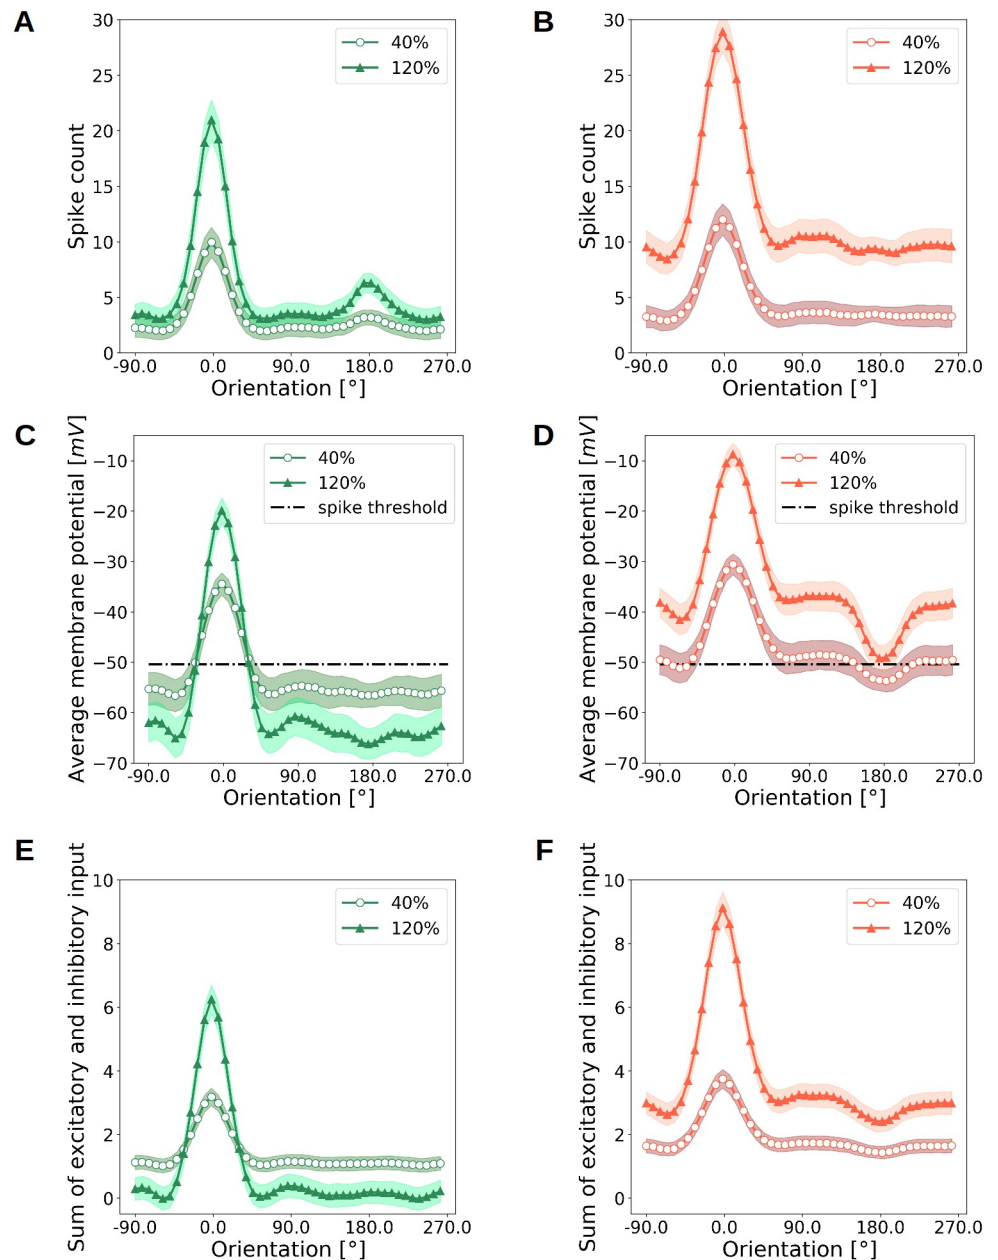 A
B
30
25
20
15
10
5
0
Spike count
40%
120%
-90.0 0.0 90.0 180.0 270.0
Orientation [°]
30
25
20
15
10
5
0
Spike count
40%
120%
-90.0 0.0 90.0 180.0 270.0
Orientation [°]
C
D
−10
−20
−30
−40
−50
−60
−70
Average membrane potential [mV]
40%
120%
spike threshold
-90.0 0.0 90.0 180.0 270.0
Orientation [°]
−10
−20
−30
−40
−50
−60
−70
Average membrane potential [mV]
40%
120%
spike threshold
-90.0 0.0 90.0 180.0 270.0
Orientation [°]
E
F
10
8
6
4
2
0
Sum of excitatory and inhibitory input
40%
120%
-90.0 0.0 90.0 180.0 270.0
Orientation [°]
10
8
6
4
2
0
Sum of excitatory and inhibitory input
40%
120%
-90.0 0.0 90.0 180.0 270.0
Orientation [°]